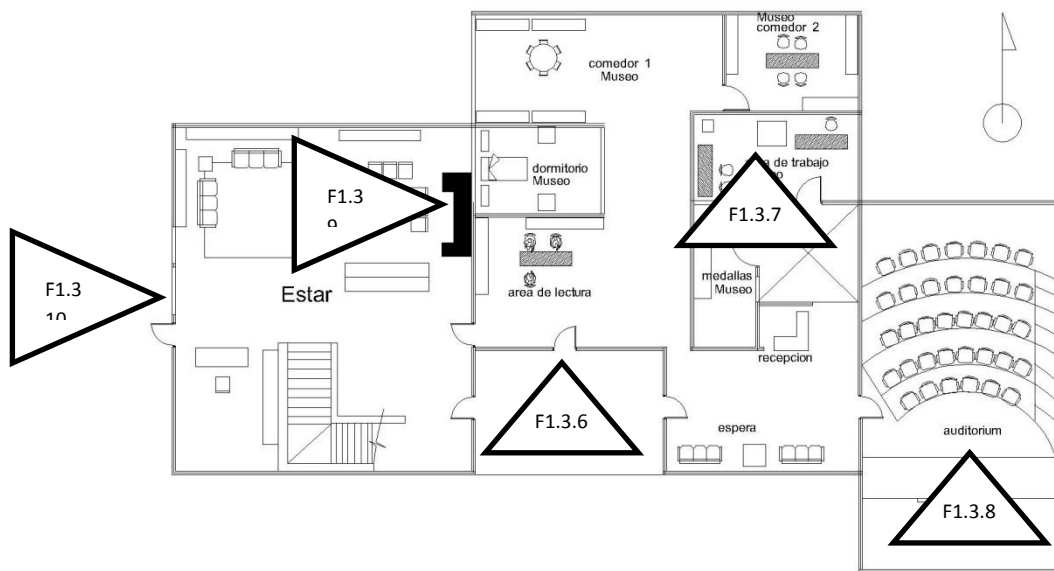 Museo
comedor 2
comedor 1
Museo
dormitorio
Museo
de trabajo
F1.3
9
F1.3.7
F1.3
10
Estar
area de lectura
medallas
Museo
recepcion
F1.3.6
espera
auditorium
F1.3.8